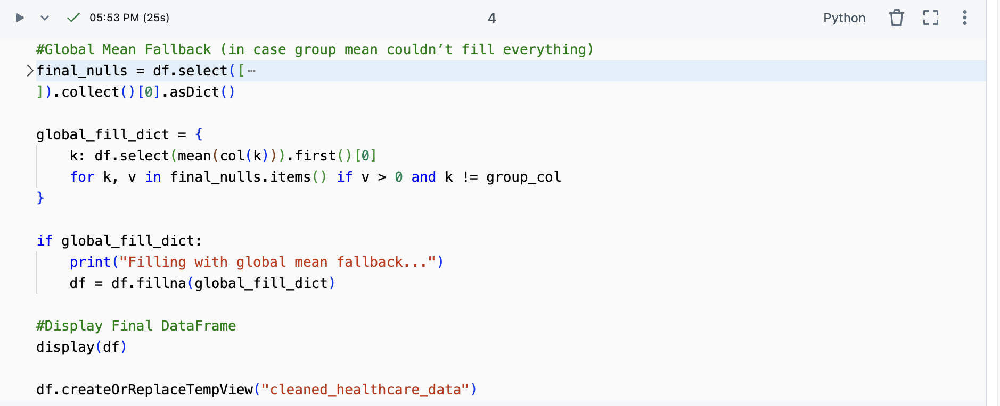 05:53 PM (25s)
4
Python
#Global Mean Fallback (in case group mean couldn’t fill everything)
final_nulls = df.select([ ⋯
]).collect()[0].asDict()
global_fill_dict = {
k: df.select(mean(col(k))).first()[0]
for k, v in final_nulls.items() if v > 0 and k != group_col
}
if global_fill_dict:
print("Filling with global mean fallback...")
df = df.fillna(global_fill_dict)
#Display Final DataFrame
display(df)
df.createOrReplaceTempView("cleaned_healthcare_data")